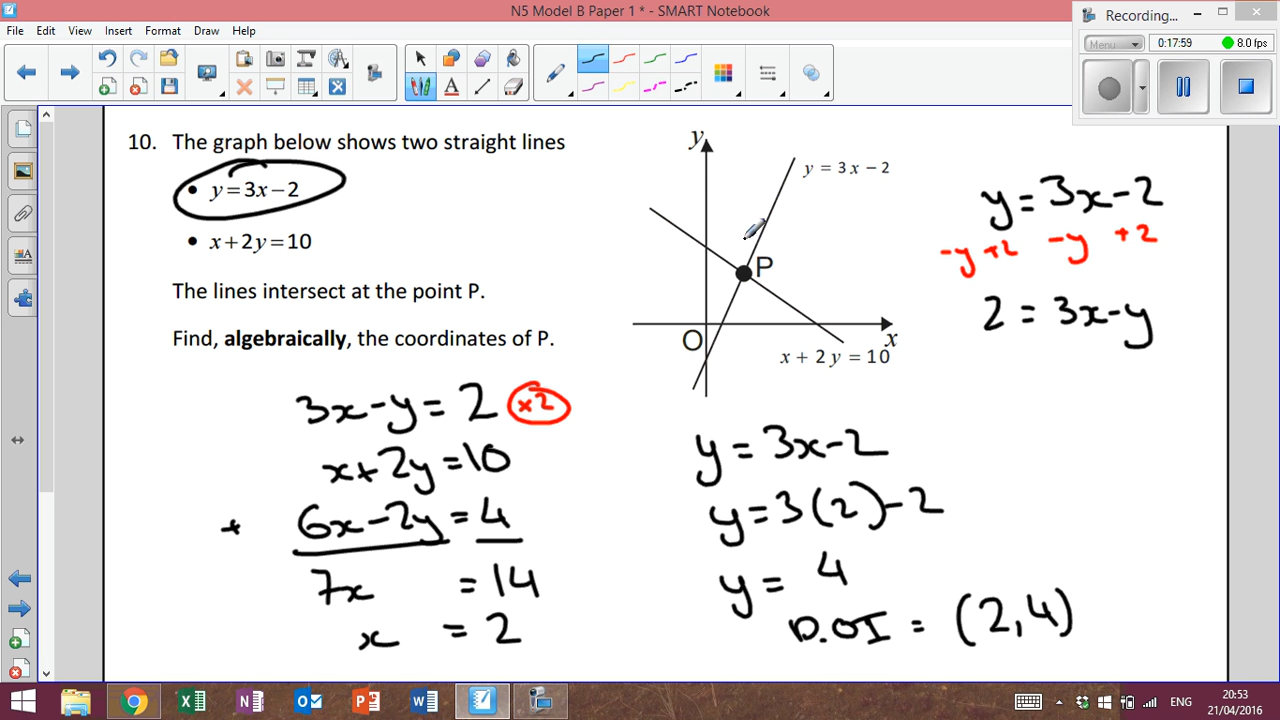 N5 Model B Paper 1 * - SMART Notebook
File Edit View Insert Format Draw Help
Recording...
Menu
0:17:59
8.0 fps
10. The graph below shows two straight lines
• y = 3x − 2
• x + 2y = 10
The lines intersect at the point P.
Find, algebraically, the coordinates of P.
y
y = 3x − 2
P
O
x
x + 2y = 10
y = 3x - 2
-y +2 -y +2
2 = 3x - y
3x - y = 2 ×2
x + 2y = 10
+ 6x - 2y = 4
7x = 14
x = 2
y = 3x - 2
y = 3(2) - 2
y = 4
P.OI = (2,4)
ENG
20:53
21/04/2016